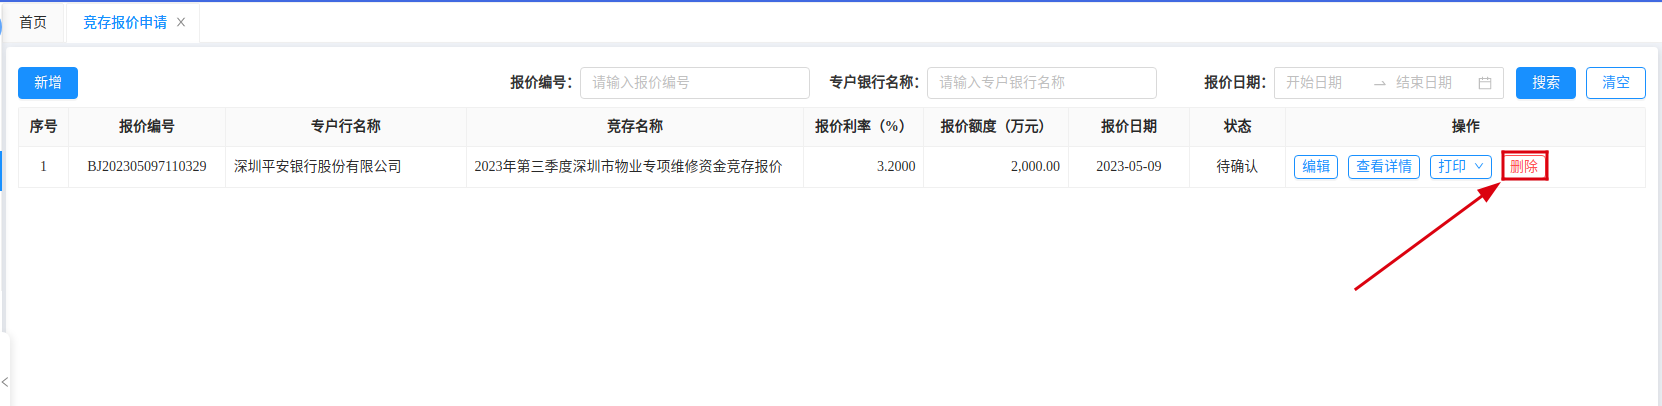 首页 竞存报价申请
新增 报价编号： 请输入报价编号 专户银行名称： 请输入专户银行名称 报价日期： 开始日期 结束日期 搜索 清空
序号 报价编号 专户行名称 竞存名称 报价利率（%） 报价额度（万元） 报价日期 状态 操作
1 BJ202305097110329 深圳平安银行股份有限公司 2023年第三季度深圳市物业专项维修资金竞存报价 3.2000 2,000.00 2023-05-09 待确认 编辑 查看详情 打印 删除